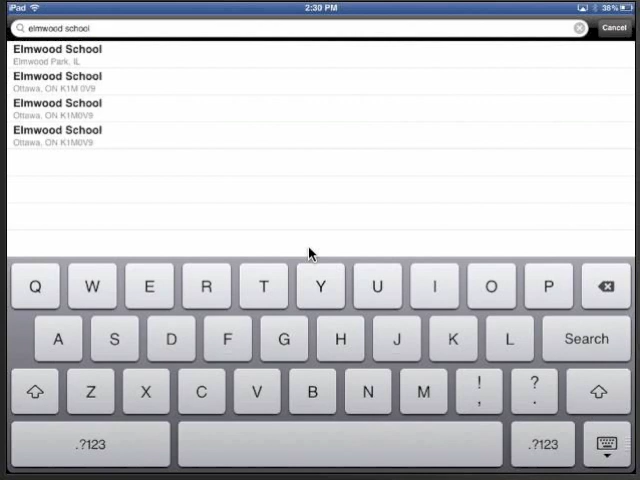 iPad 2:30 PM 38%
elmwood school Cancel
Elmwood School
Elmwood Park, IL
Elmwood School
Ottawa, ON K1M 0V9
Elmwood School
Ottawa, ON K1M0V9
Elmwood School
Ottawa, ON K1M0V9
Q W E R T Y U I O P
A S D F G H J K L Search
Z X C V B N M ! , ? .
.?123 .?123